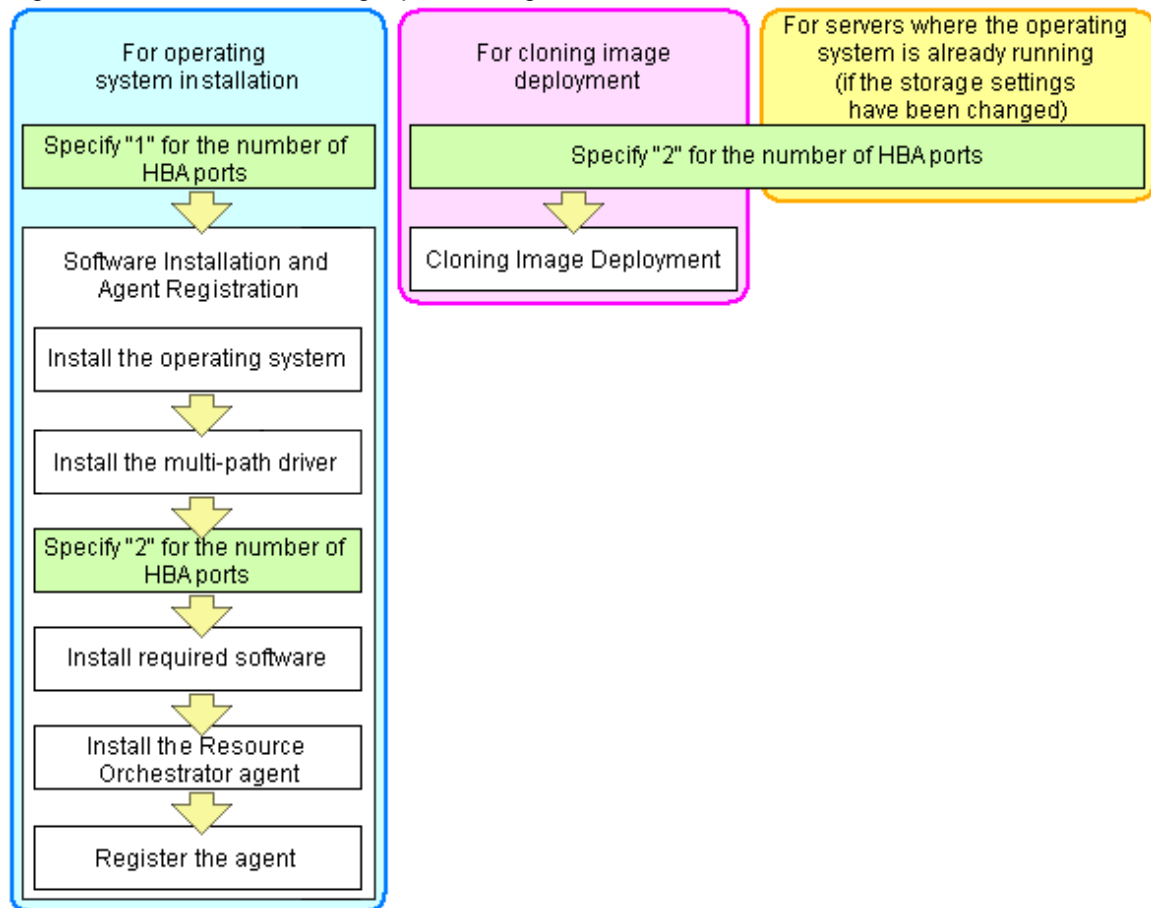 For operating
system installation
Specify "1" for the number of
HBA ports
Software Installation and
Agent Registration
Install the operating system
Install the multi-path driver
Specify "2" for the number of
HBA ports
Install required software
Install the Resource
Orchestrator agent
Register the agent
For cloning image
deployment
For servers where the operating
system is already running
(if the storage settings
have been changed)
Specify "2" for the number of HBA ports
Cloning Image Deployment